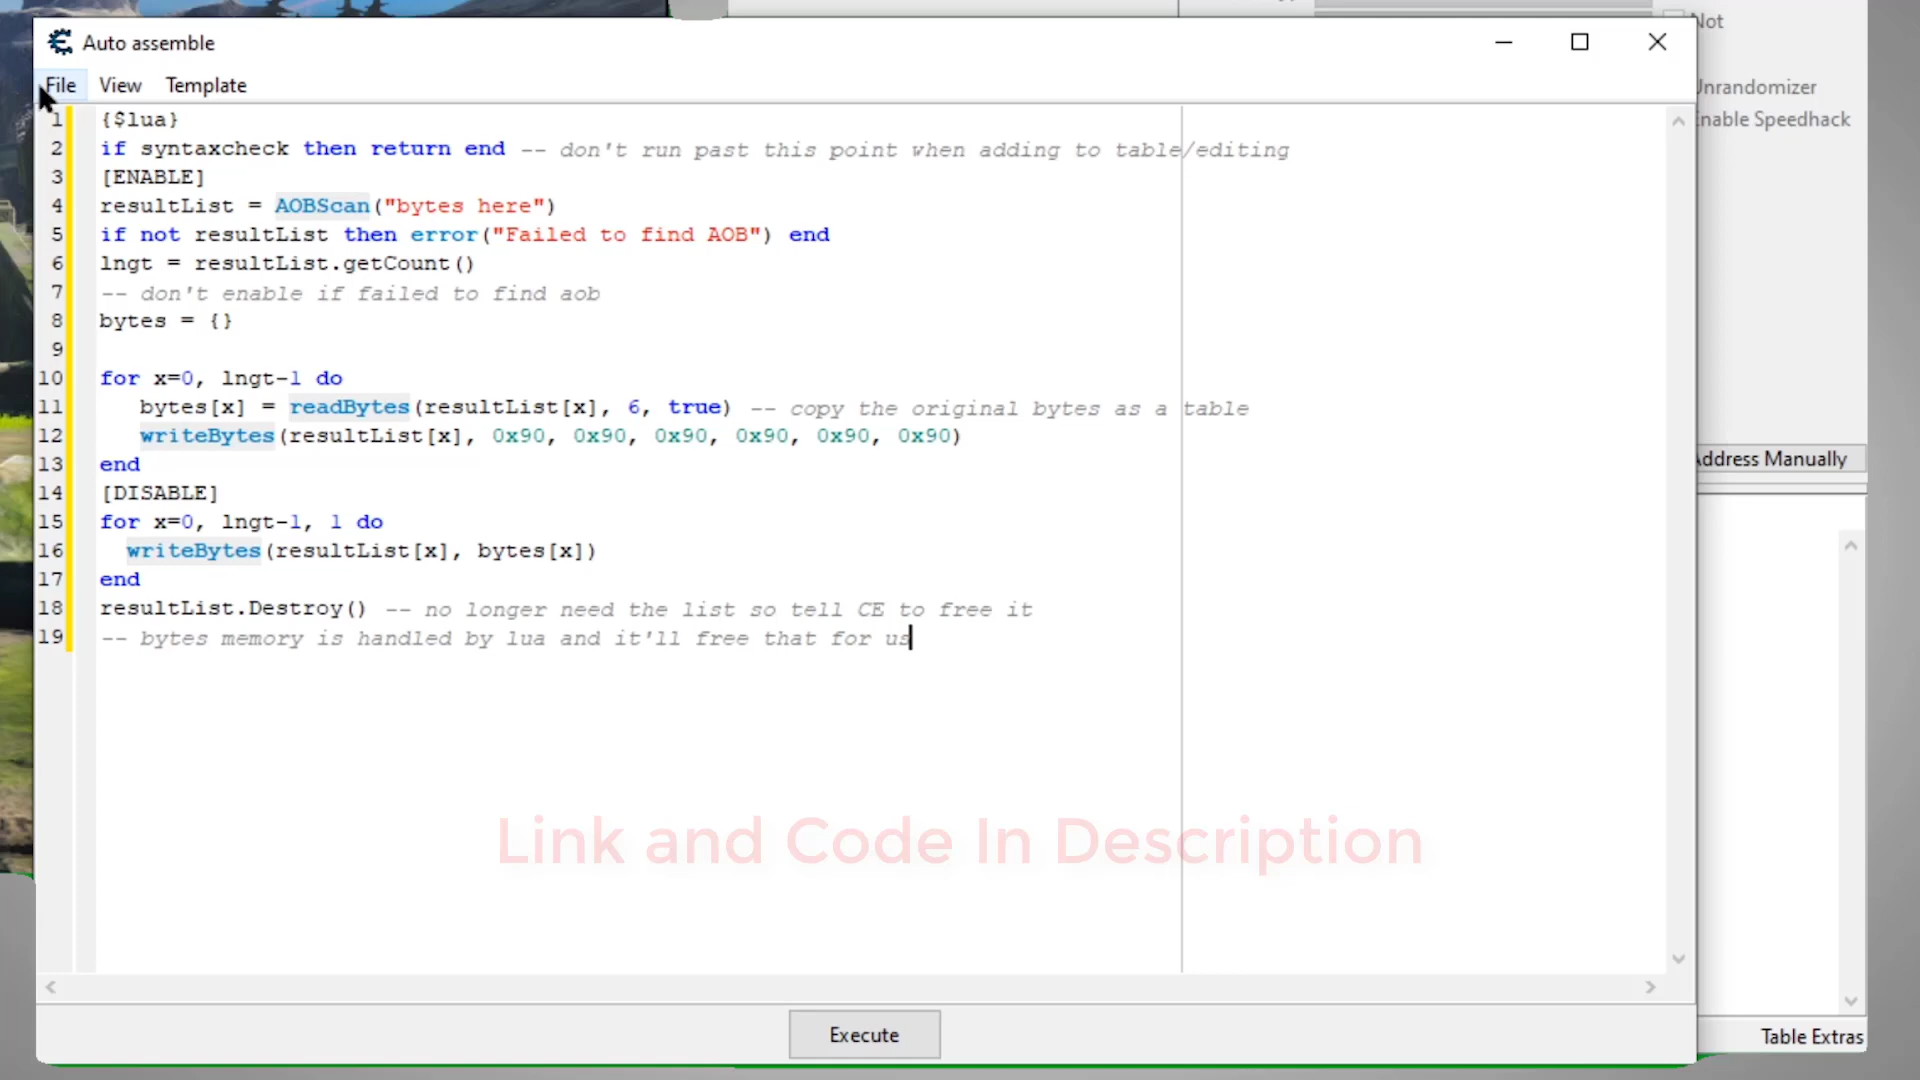 Auto assemble
File View Template
Not
Unrandomizer
Enable Speedhack
1 {$lua}
2 if syntaxcheck then return end -- don't run past this point when adding to table/editing
3 [ENABLE]
4 resultList = AOBScan("bytes here")
5 if not resultList then error("Failed to find AOB") end
6 lngt = resultList.getCount()
7 -- don't enable if failed to find aob
8 bytes = {}
9
10 for x=0, lngt-1 do
11 bytes[x] = readBytes(resultList[x], 6, true) -- copy the original bytes as a table
12 writeBytes(resultList[x], 0x90, 0x90, 0x90, 0x90, 0x90, 0x90)
13 end
14 [DISABLE]
15 for x=0, lngt-1, 1 do
16 writeBytes(resultList[x], bytes[x])
17 end
18 resultList.Destroy() -- no longer need the list so tell CE to free it
19 -- bytes memory is handled by lua and it'll free that for us
Address Manually
Link and Code In Description
Execute
Table Extras